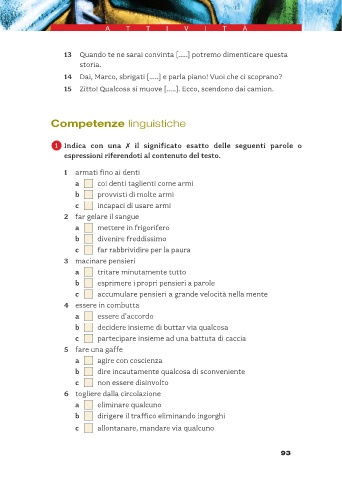 ATTIVITÀ
13 Quando te ne sarai convinta [.....] potremo dimenticare questa
storia.
14 Dai, Marco, sbrigati [.....] e parla piano! Vuoi che ci scoprano?
15 Zitto! Qualcosa si muove [.....]. Ecco, scendono dai camion.
Competenze linguistiche
1 Indica con una ✗ il significato esatto delle seguenti parole o
espressioni riferendoti al contenuto del testo.
1 armati fino ai denti
a coi denti taglienti come armi
b provvisti di molte armi
c incapaci di usare armi
2 far gelare il sangue
a mettere in frigorifero
b divenire freddissimo
c far rabbrividire per la paura
3 macinare pensieri
a tritare minutamente tutto
b esprimere i propri pensieri a parole
c accumulare pensieri a grande velocità nella mente
4 essere in combutta
a essere d'accordo
b decidere insieme di buttar via qualcosa
c partecipare insieme ad una battuta di caccia
5 fare una gaffe
a agire con coscienza
b dire incautamente qualcosa di sconveniente
c non essere disinvolto
6 togliere dalla circolazione
a eliminare qualcuno
b dirigere il traffico eliminando ingorghi
c allontanare, mandare via qualcuno
93